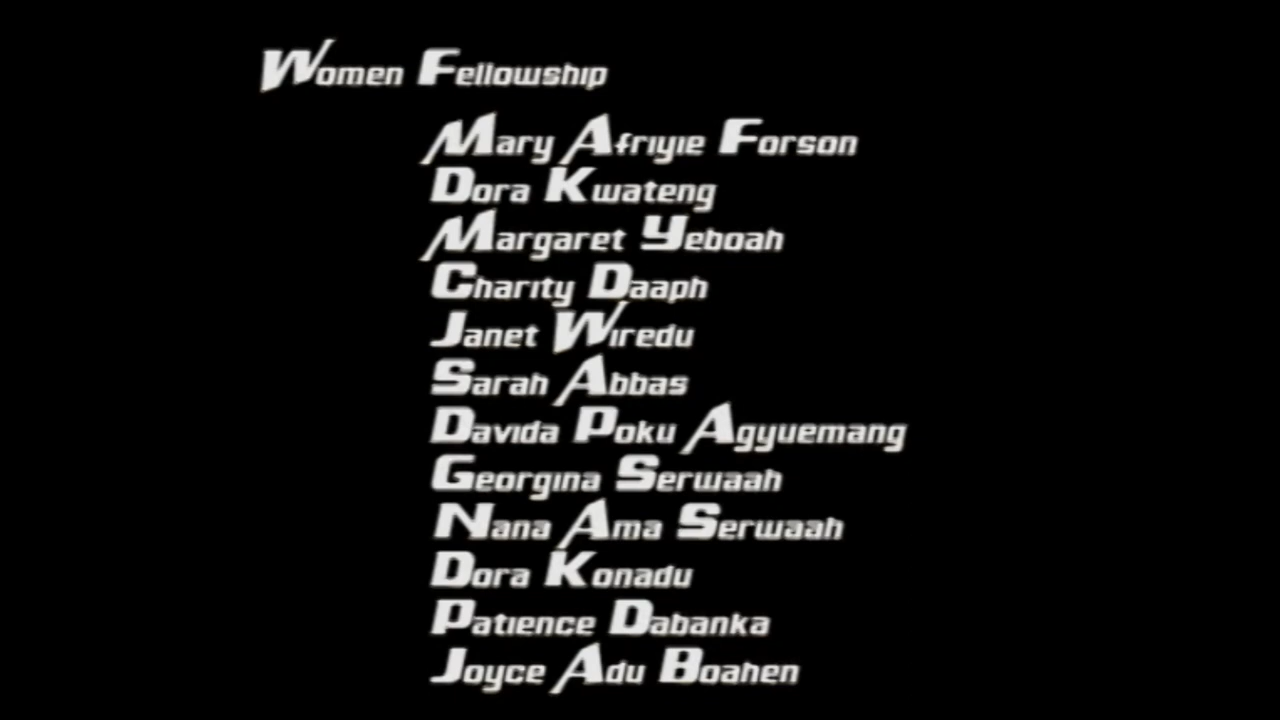 Women Fellowship
Mary Afriyie Forson
Dora Kwateng
Margaret Yeboah
Charity Daaph
Janet Wiredu
Sarah Abbas
Davida Poku Agyuemang
Georgina Serwaah
Nana Ama Serwaah
Dora Konadu
Patience Dabanka
Joyce Adu Boahen